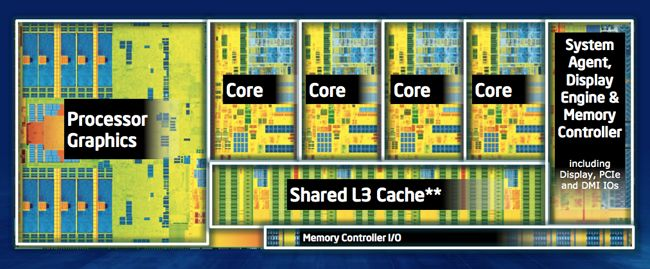 Processor
Graphics
Core
Core
Core
Core
Shared L3 Cache**
Memory Controller I/O
System
Agent,
Display
Engine &
Memory
Controller
including
Display, PCIe
and DMI IOs